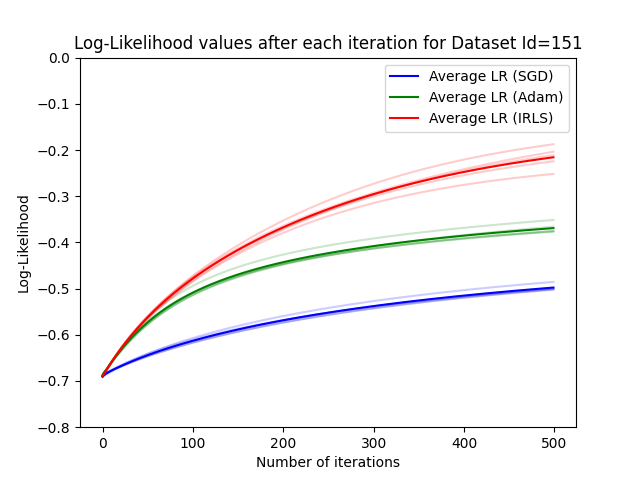 Log-Likelihood values after each iteration for Dataset Id=151
Average LR (SGD)
Average LR (Adam)
Average LR (IRLS)
Log-Likelihood
0.0
−0.1
−0.2
−0.3
−0.4
−0.5
−0.6
−0.7
−0.8
0 100 200 300 400 500
Number of iterations